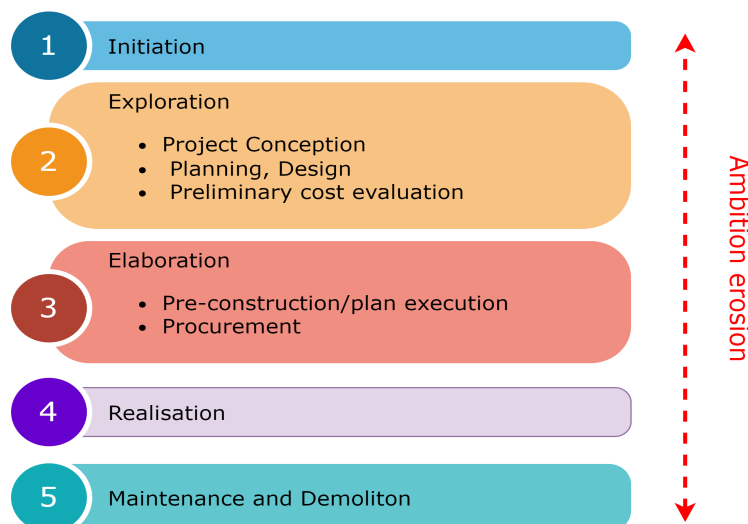 1
Initiation
2
Exploration
• Project Conception
• Planning, Design
• Preliminary cost evaluation
3
Elaboration
• Pre-construction/plan execution
• Procurement
4
Realisation
5
Maintenance and Demoliton
Ambition erosion